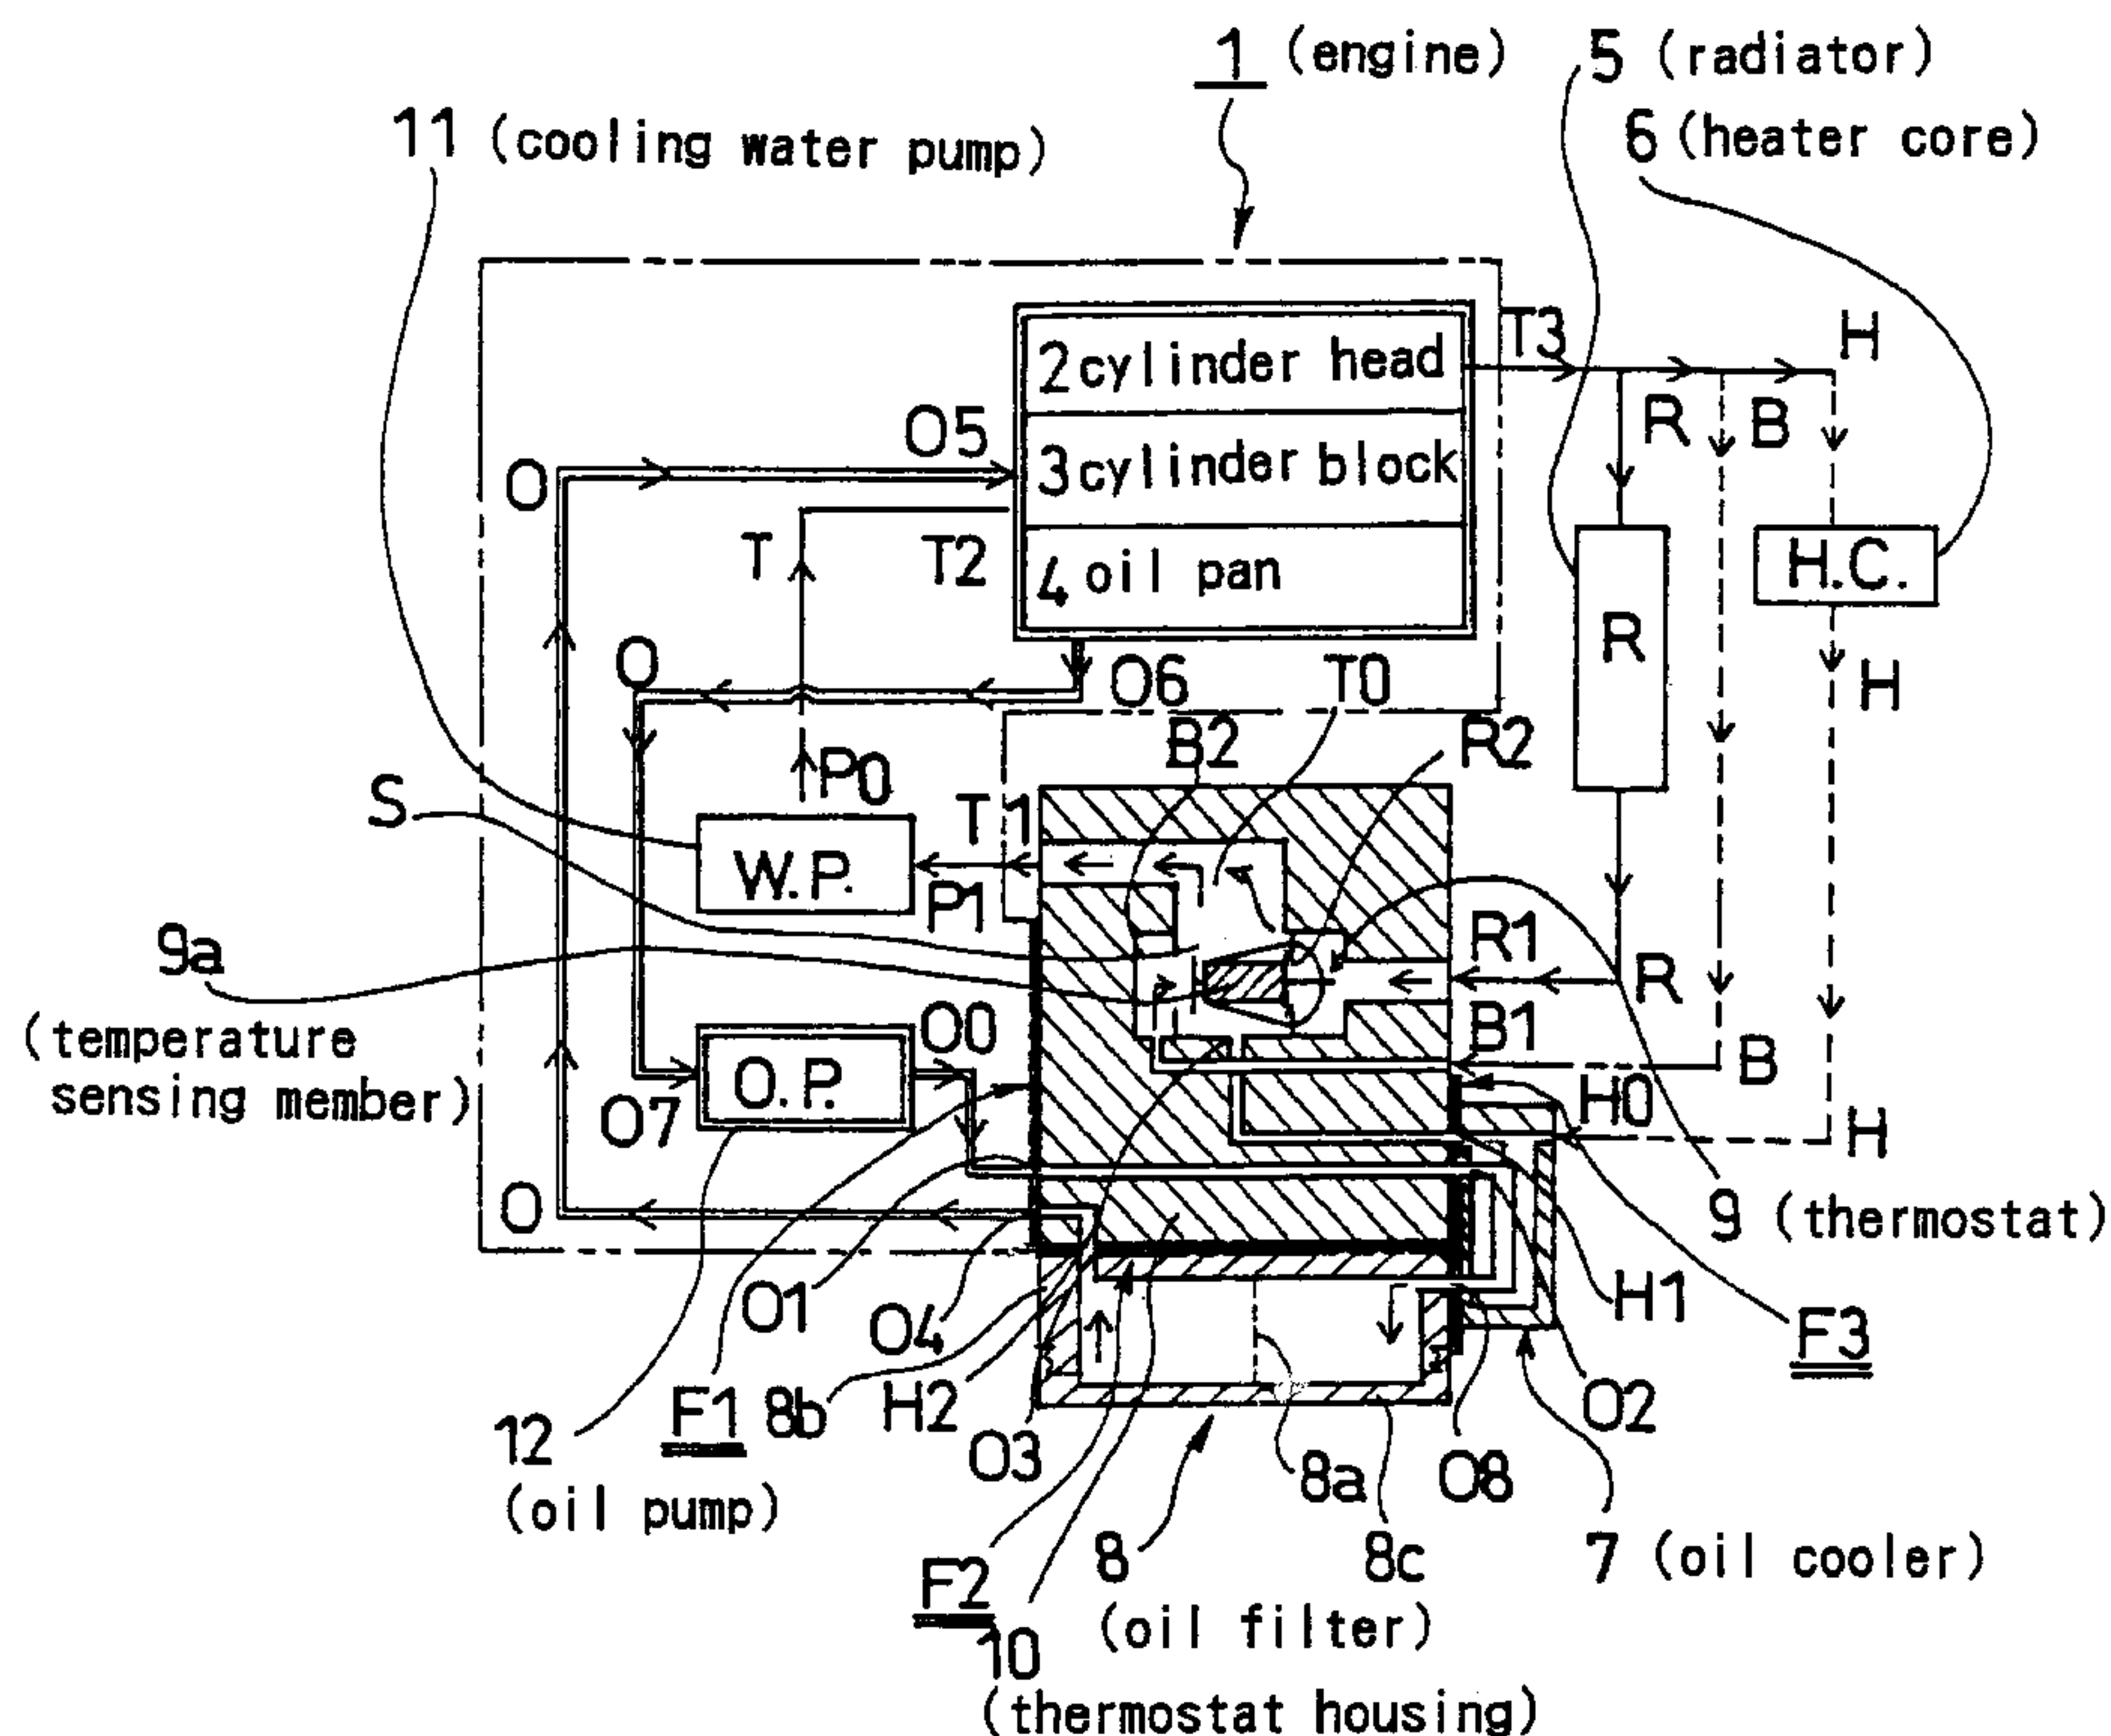 1 (engine)
5 (radiator)
6 (heater core)
11 (cooling water pump)
T3
H
2 cylinder head
R
B
O5
3 cylinder block
O
T
T2
4 oil pan
H.C.
R
O
O6
T0
H
B2
R2
P0
S
T1
W.P.
P1
R1
R
9a
(temperature
sensing member)
O0
B1
B
O.P.
H0
O7
H
O
9 (thermostat)
O1
O4
H1
F3
F1
8b
H2
O2
12
(oil pump)
O3
8a
O8
F2
8
(oil filter)
8c
7 (oil cooler)
10
(thermostat housing)